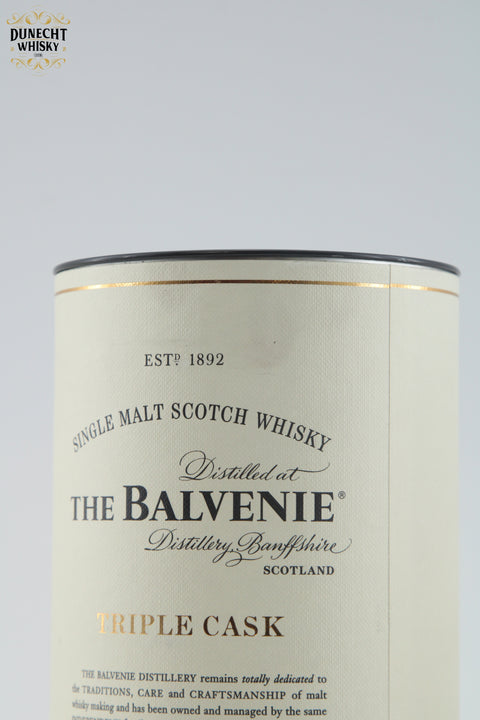 DUNECHT
WHISKY
ESTD 1892
SINGLE MALT SCOTCH WHISKY
Distilled at
THE BALVENIE®
Distillery, Banffshire
SCOTLAND
TRIPLE CASK
THE BALVENIE DISTILLERY remains totally dedicated to
the TRADITIONS, CARE and CRAFTSMANSHIP of malt
whisky making and has been owned and managed by the same